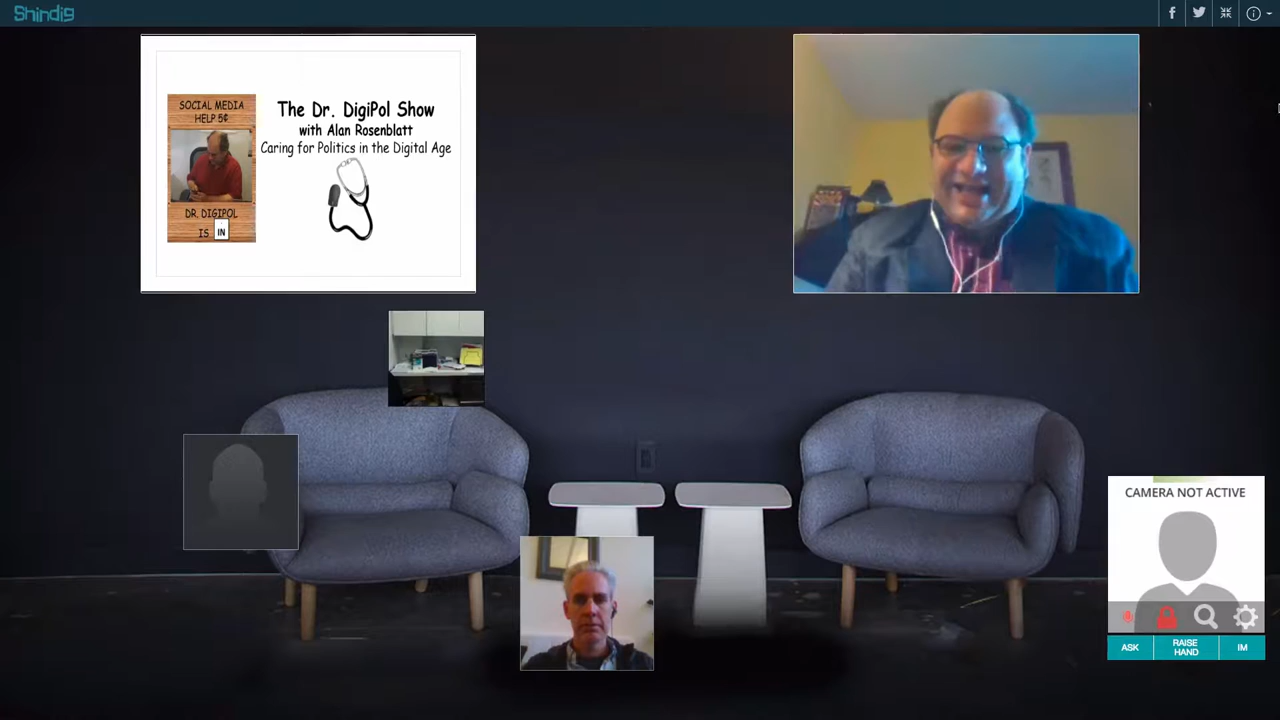 Shindig
SOCIAL MEDIA
HELP 5¢
DR. DIGIPOL
IS IN
The Dr. DigiPol Show
with Alan Rosenblatt
Caring for Politics in the Digital Age
CAMERA NOT ACTIVE
ASK
RAISE
HAND
IM